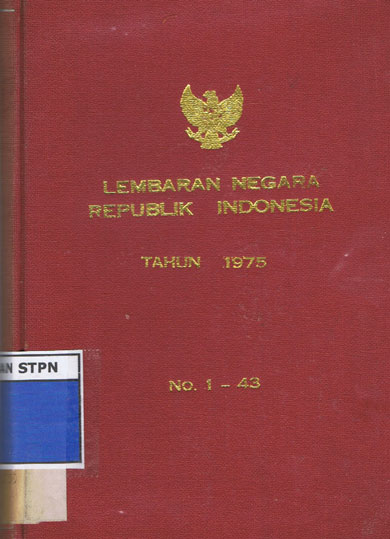 LEMBARAN NEGARA
REPUBLIK INDONESIA
TAHUN 1975
AN STPN
No. 1 - 43